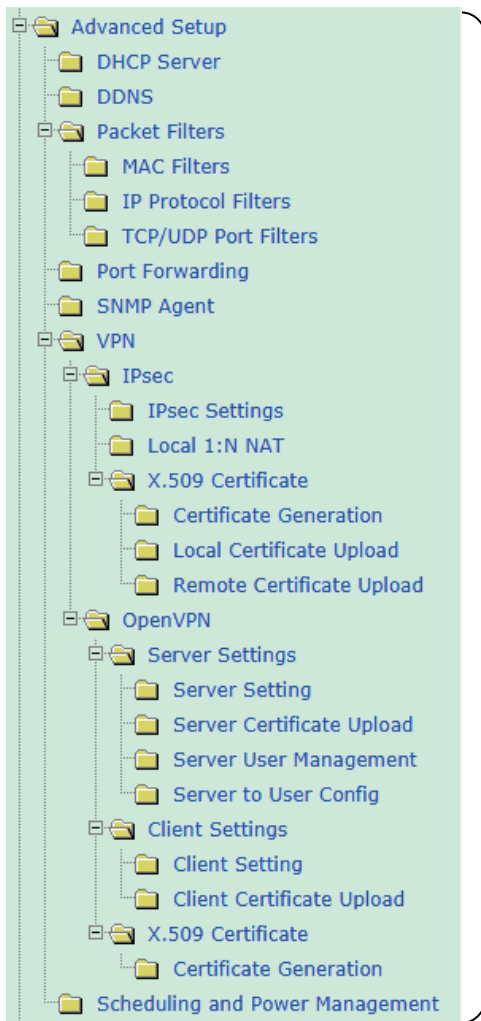 Advanced Setup
DHCP Server
DDNS
Packet Filters
MAC Filters
IP Protocol Filters
TCP/UDP Port Filters
Port Forwarding
SNMP Agent
VPN
IPsec
IPsec Settings
Local 1:N NAT
X.509 Certificate
Certificate Generation
Local Certificate Upload
Remote Certificate Upload
OpenVPN
Server Settings
Server Setting
Server Certificate Upload
Server User Management
Server to User Config
Client Settings
Client Setting
Client Certificate Upload
X.509 Certificate
Certificate Generation
Scheduling and Power Management